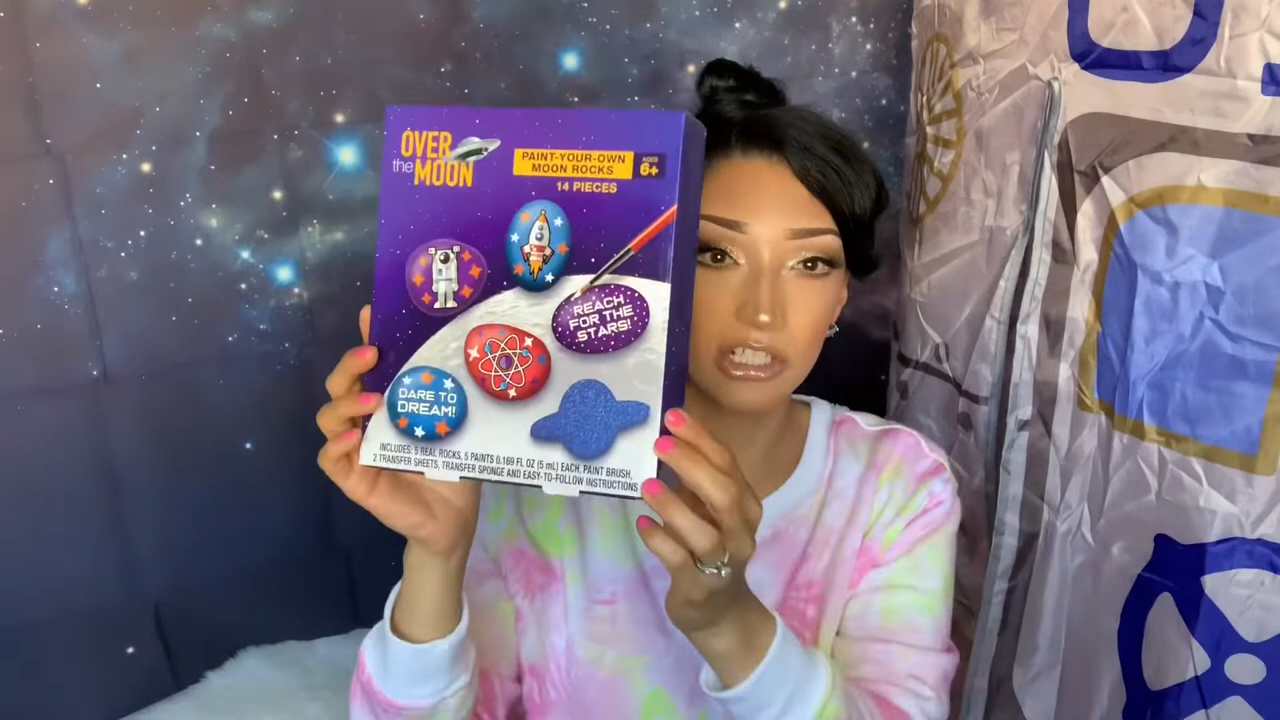 OVER
the MOON
PAINT-YOUR-OWN
MOON ROCKS
AGES
6+
14 PIECES
REACH
FOR THE
STARS!
DARE TO
DREAM!
INCLUDES: 5 REAL ROCKS, 5 PAINTS 0.169 FL OZ (5 mL) EACH, PAINT BRUSH,
2 TRANSFER SHEETS, TRANSFER SPONGE AND EASY-TO-FOLLOW INSTRUCTIONS